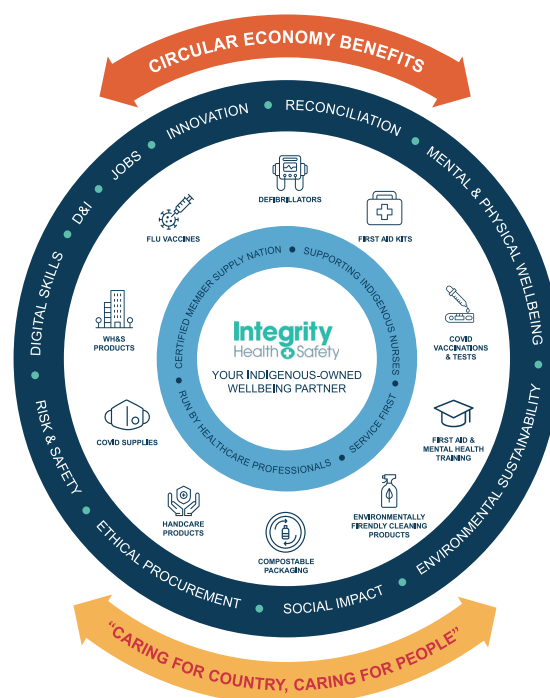 CIRCULAR ECONOMY BENEFITS
DIGITAL SKILLS • D&I • JOBS • INNOVATION • RECONCILIATION • MENTAL & PHYSICAL WELLBEING
DEFIBRILLATORS
FLU VACCINES
FIRST AID KITS
CERTIFIED MEMBER SUPPLY NATION • SUPPORTING INDIGENOUS NURSES
WH&S
PRODUCTS
COVID
VACCINATIONS
& TESTS
Integrity
Health+Safety
YOUR INDIGENOUS-OWNED
WELLBEING PARTNER
COVID SUPPLIES
FIRST AID &
MENTAL HEALTH
TRAINING
RUN BY HEALTHCARE PROFESSIONALS • SERVICE FIRST
HANDCARE
PRODUCTS
COMPOSTABLE
PACKAGING
ENVIRONMENTALLY
FIRENDLY CLEANING
PRODUCTS
RISK & SAFETY • ETHICAL PROCUREMENT • SOCIAL IMPACT • ENVIRONMENTAL SUSTAINABILITY
"CARING FOR COUNTRY, CARING FOR PEOPLE"